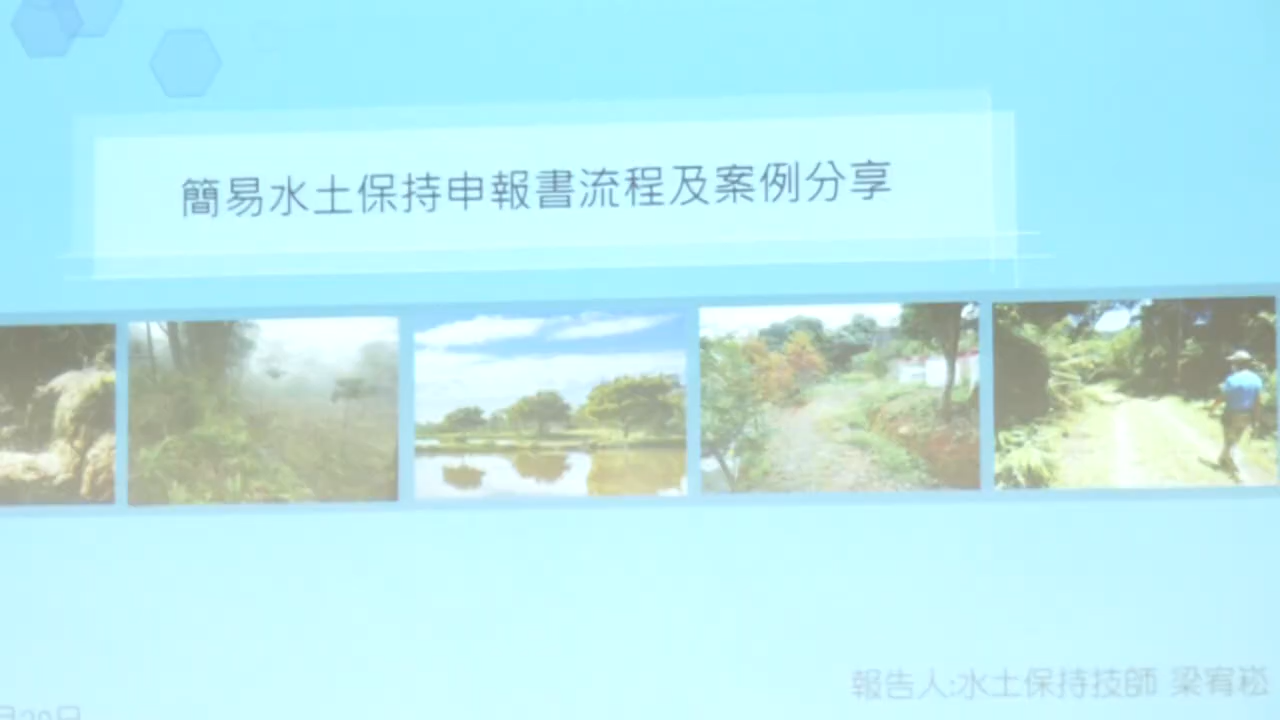 簡易水土保持申報書流程及案例分享
報告人:水土保持技師 梁宥崧